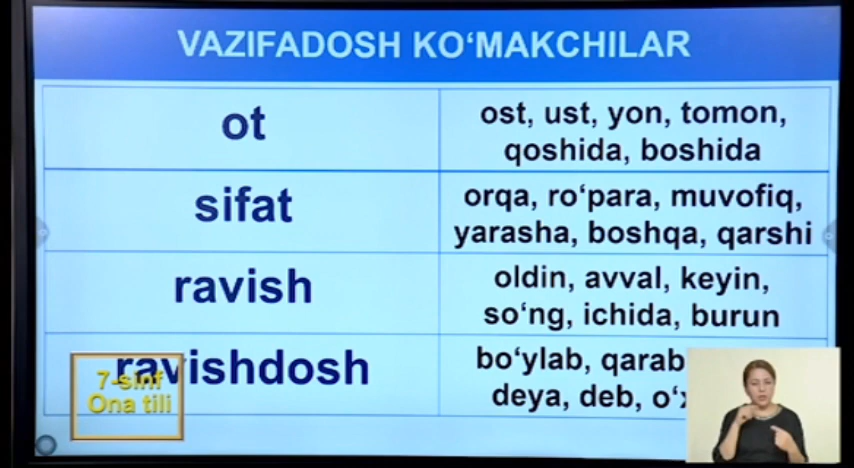 VAZIFADOSH KO‘MAKCHILAR
ot
ost, ust, yon, tomon,
qoshida, boshida
sifat
orqa, ro‘para, muvofiq,
yarasha, boshqa, qarshi
ravish
oldin, avval, keyin,
so‘ng, ichida, burun
ravishdosh
bo‘ylab,
deya, deb,
7-sinf
Ona tili